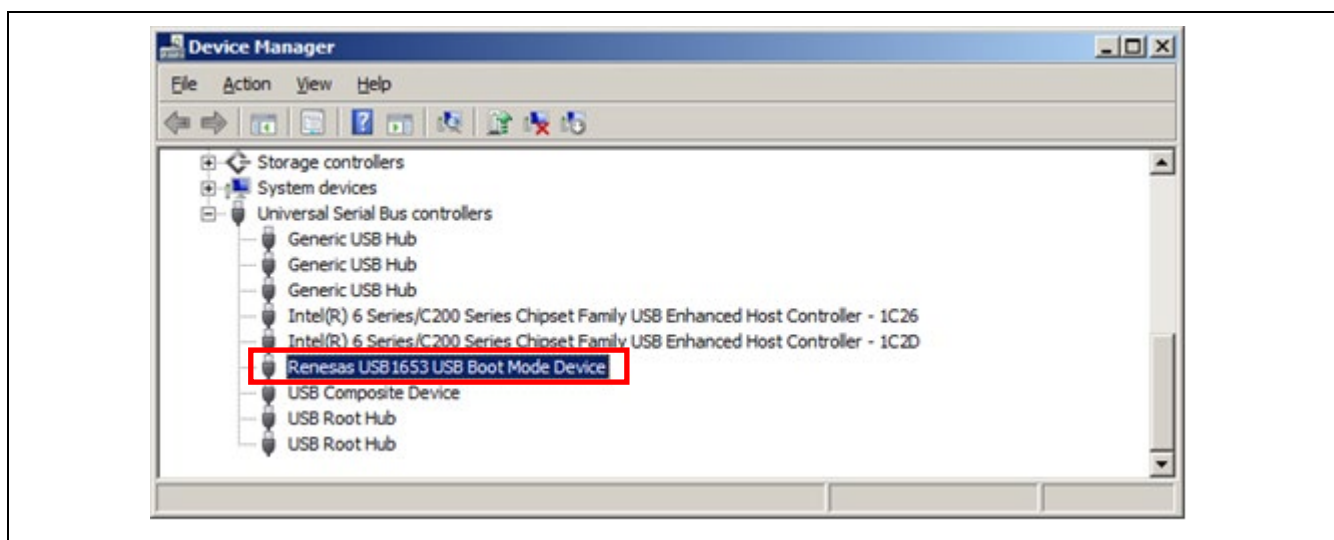 Device Manager
File Action View Help
Storage controllers
System devices
Universal Serial Bus controllers
Generic USB Hub
Generic USB Hub
Generic USB Hub
Intel(R) 6 Series/C200 Series Chipset Family USB Enhanced Host Controller - 1C26
Intel(R) 6 Series/C200 Series Chipset Family USB Enhanced Host Controller - 1C2D
Renesas USB1653 USB Boot Mode Device
USB Composite Device
USB Root Hub
USB Root Hub